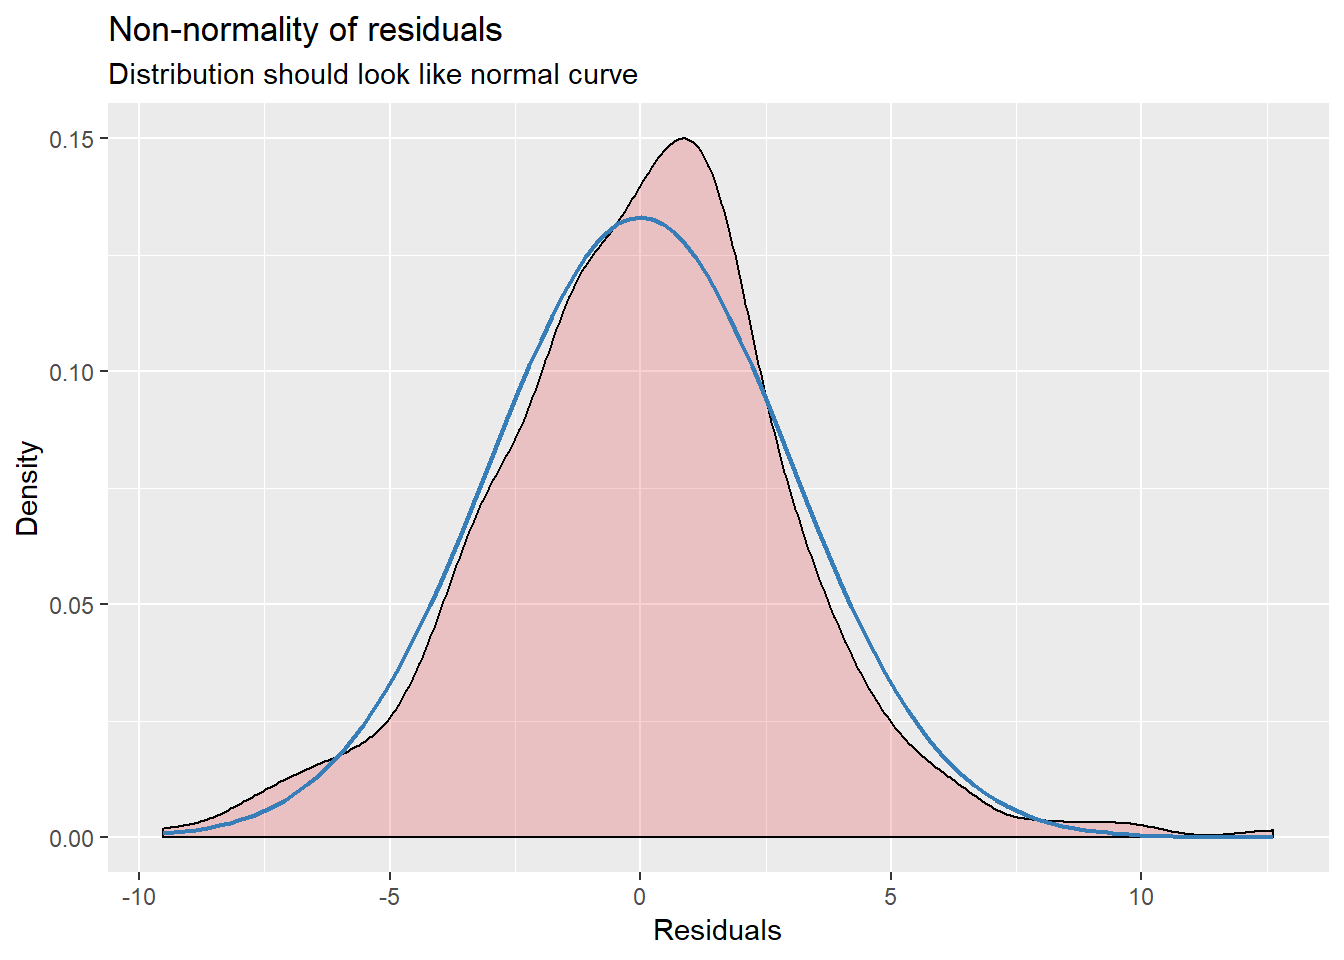 Non-normality of residuals
Distribution should look like normal curve
0.15
0.10
0.05
0.00
Density
-10
-5
0
5
10
Residuals